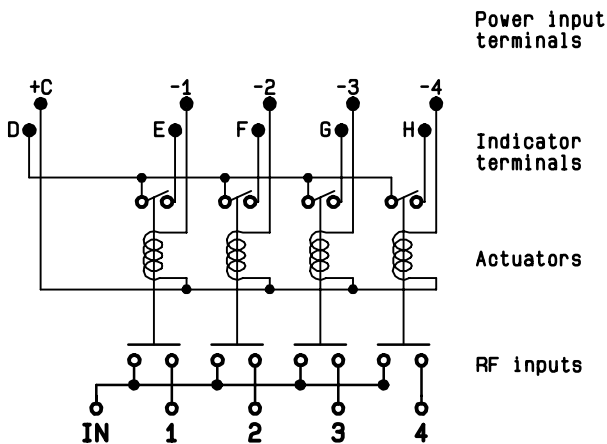 Power input
terminals
+C -1 -2 -3 -4
D E F G H
Indicator
terminals
Actuators
RF inputs
IN 1 2 3 4